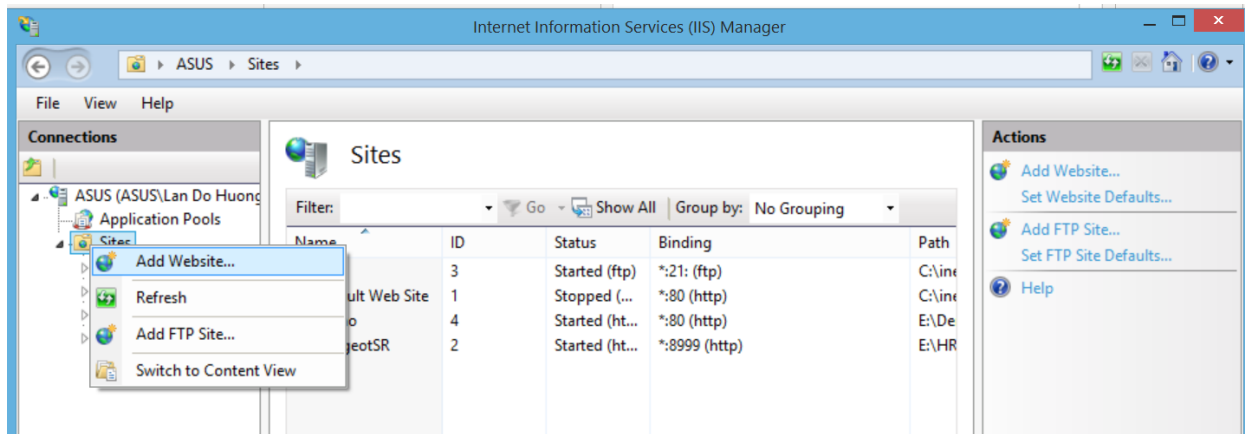 Internet Information Services (IIS) Manager
ASUS Sites
File View Help
Connections
ASUS (ASUS\Lan Do Huong
Application Pools
Sites
Add Website...
Refresh
Add FTP Site...
Switch to Content View
Sites
Filter: Go Show All Group by: No Grouping
Name ID Status Binding Path
3 Started (ftp) *:21: (ftp) C:\ine
ult Web Site 1 Stopped (... *:80 (http) C:\ine
o 4 Started (ht... *:80 (http) E:\De
geotSR 2 Started (ht... *:8999 (http) E:\HR
Actions
Add Website...
Set Website Defaults...
Add FTP Site...
Set FTP Site Defaults...
Help